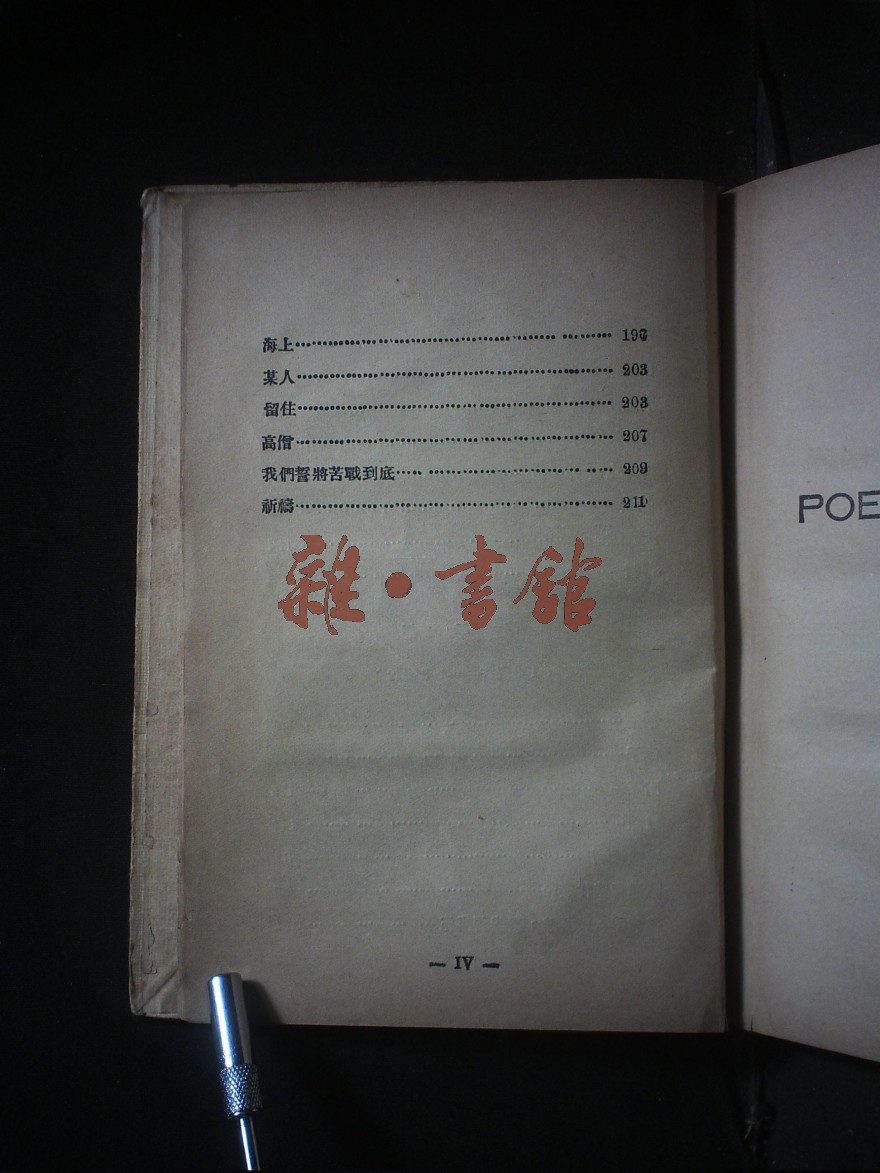 海上…………………………………………… 197
某人…………………………………………… 203
留住…………………………………………… 203
高僧…………………………………………… 207
我們誓將苦戰到底…………………………… 209
祈禱…………………………………………… 211
雜•書館
— IV —
POE